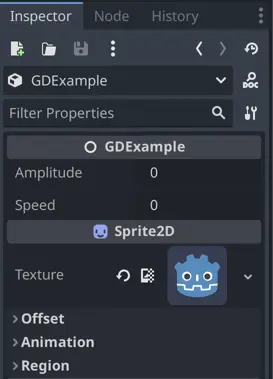 Inspector Node History
GDExample
DOC
Filter Properties
GDExample
Amplitude 0
Speed 0
Sprite2D
Texture
Offset
Animation
Region